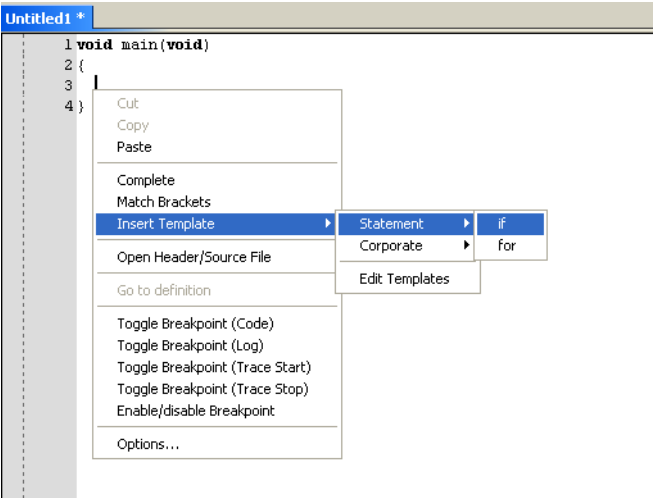 Untitled1 *
1 void main(void)
2 {
3
4 }
Cut
Copy
Paste
Complete
Match Brackets
Insert Template
Statement
if
Corporate
for
Edit Templates
Open Header/Source File
Go to definition
Toggle Breakpoint (Code)
Toggle Breakpoint (Log)
Toggle Breakpoint (Trace Start)
Toggle Breakpoint (Trace Stop)
Enable/disable Breakpoint
Options...